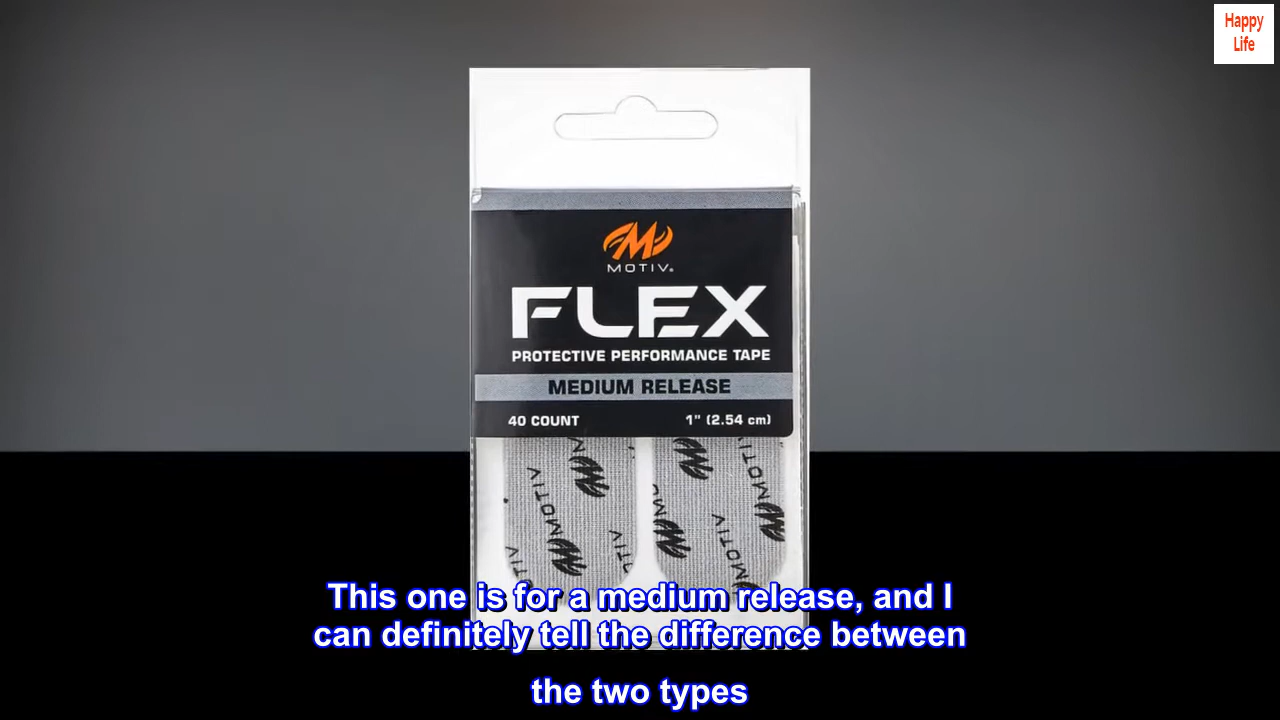 Happy
Life
MOTIV®
FLEX
PROTECTIVE PERFORMANCE TAPE
MEDIUM RELEASE
40 COUNT 1" (2.54 cm)
MOTIV
MOTIV
MOTIV
This one is for a medium release, and I
can definitely tell the difference between
the two types